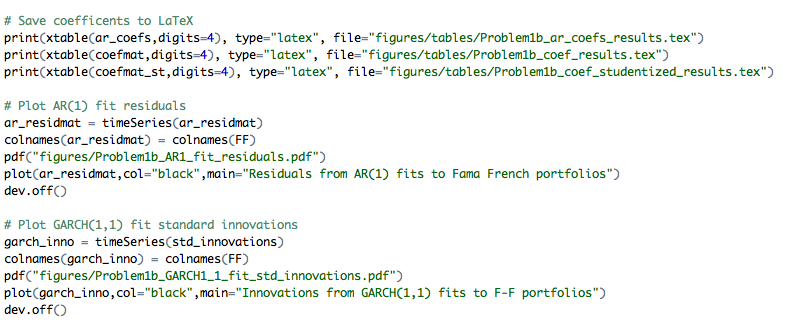 # Save coefficents to LaTeX
print(xtable(ar_coefs,digits=4), type="latex", file="figures/tables/Problem1b_ar_coefs_results.tex")
print(xtable(coefmat,digits=4), type="latex", file="figures/tables/Problem1b_coef_results.tex")
print(xtable(coefmat_st,digits=4), type="latex", file="figures/tables/Problem1b_coef_studentized_results.tex")
# Plot AR(1) fit residuals
ar_residmat = timeSeries(ar_residmat)
colnames(ar_residmat) = colnames(FF)
pdf("figures/Problem1b_AR1_fit_residuals.pdf")
plot(ar_residmat,col="black",main="Residuals from AR(1) fits to Fama French portfolios")
dev.off()
# Plot GARCH(1,1) fit standard innovations
garch_inno = timeSeries(std_innovations)
colnames(garch_inno) = colnames(FF)
pdf("figures/Problem1b_GARCH1_1_fit_std_innovations.pdf")
plot(garch_inno,col="black",main="Innovations from GARCH(1,1) fits to F-F portfolios")
dev.off()